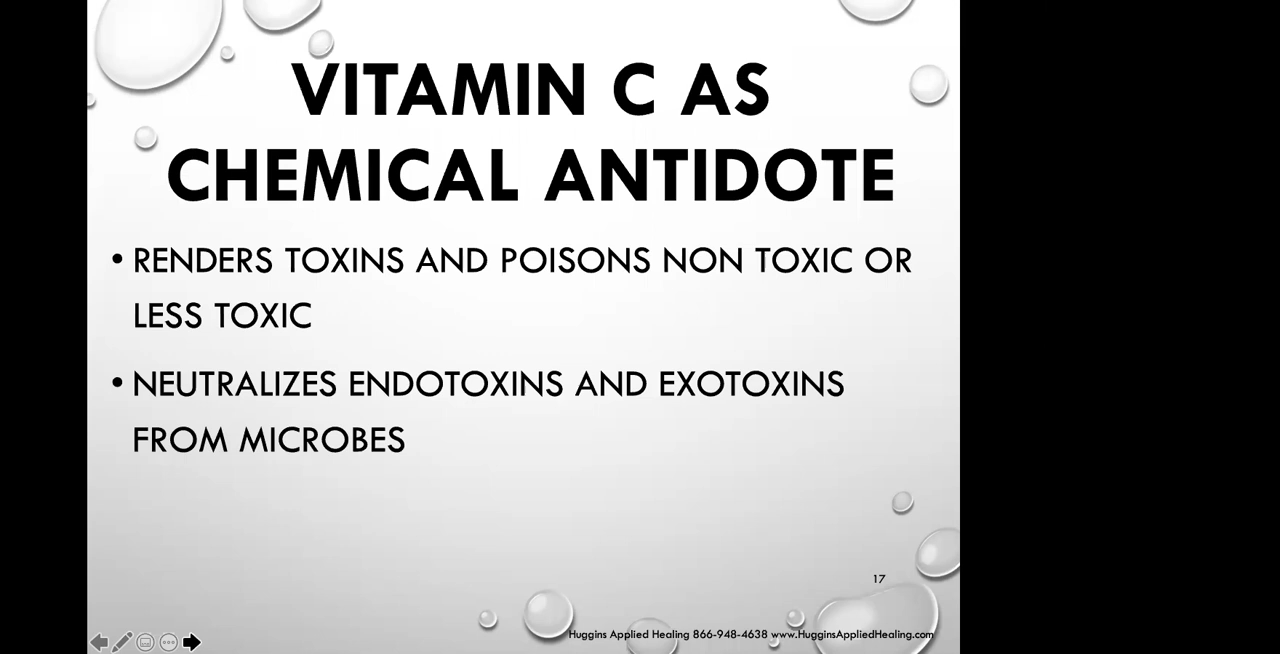 VITAMIN C AS
CHEMICAL ANTIDOTE
• RENDERS TOXINS AND POISONS NON TOXIC OR
LESS TOXIC
• NEUTRALIZES ENDOTOXINS AND EXOTOXINS
FROM MICROBES
17
Huggins Applied Healing 866-948-4638 www.HugginsAppliedHealing.com